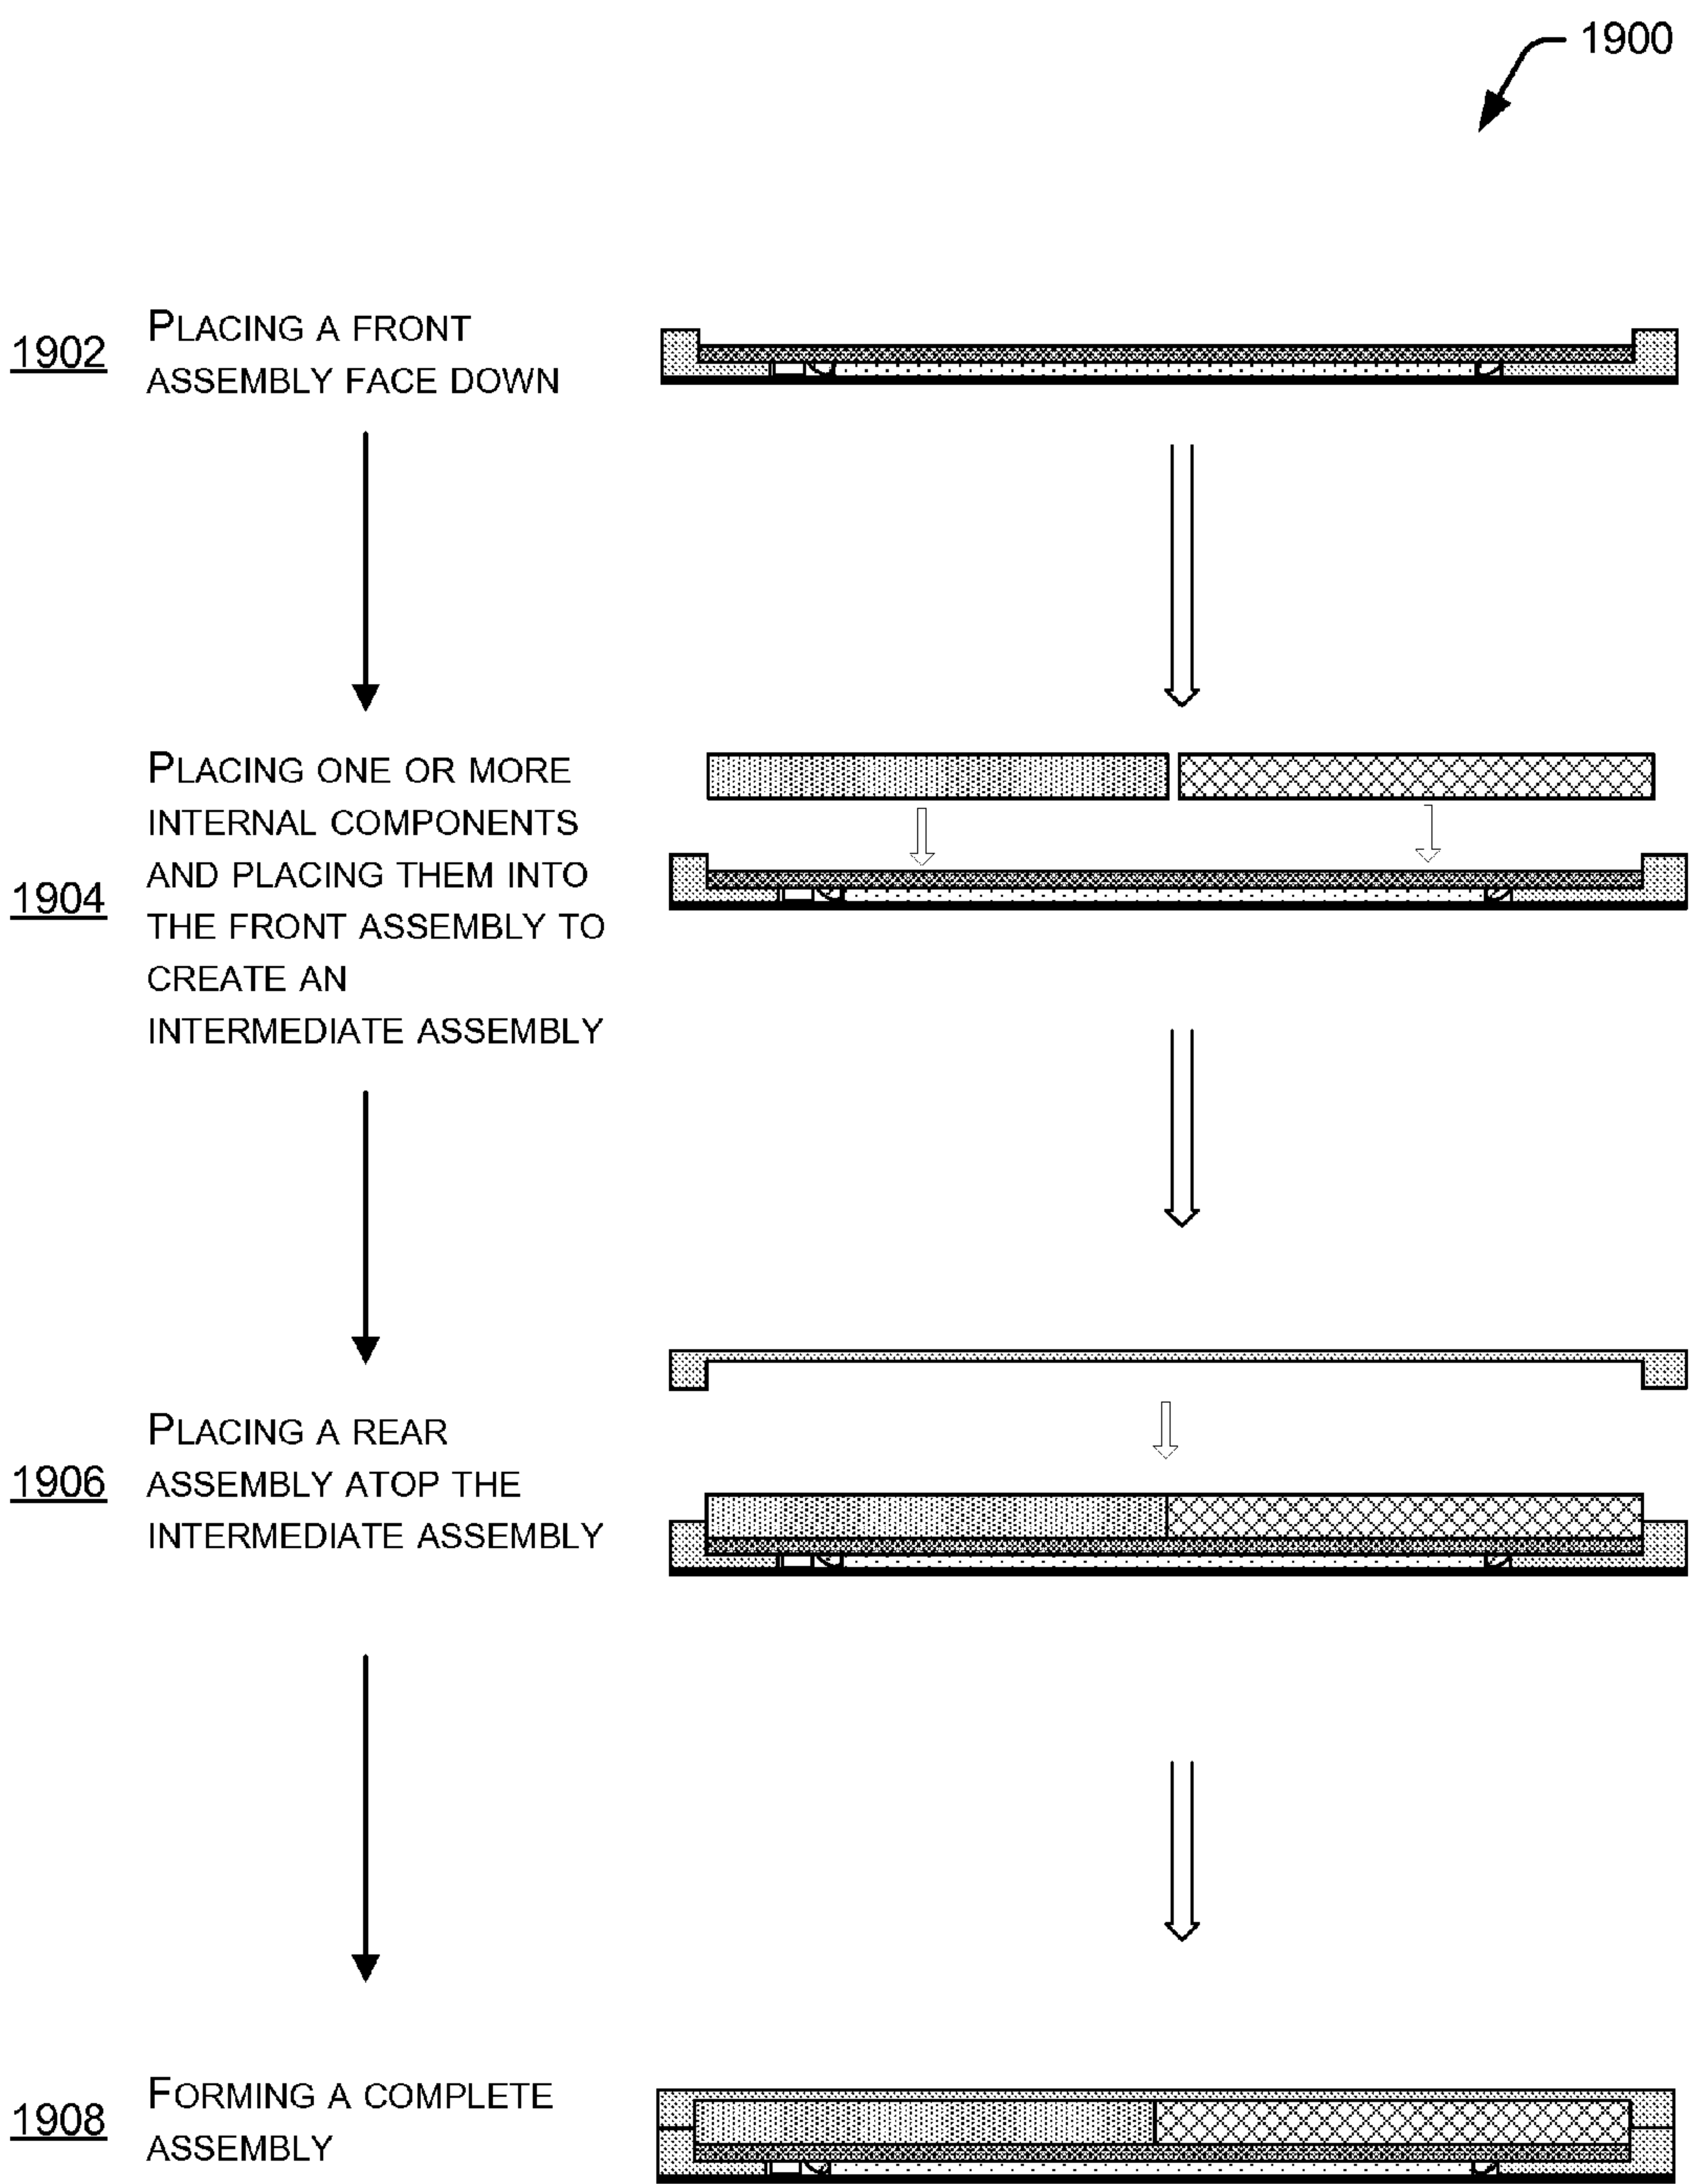 1900
1902
PLACING A FRONT
ASSEMBLY FACE DOWN
1904
PLACING ONE OR MORE
INTERNAL COMPONENTS
AND PLACING THEM INTO
THE FRONT ASSEMBLY TO
CREATE AN
INTERMEDIATE ASSEMBLY
1906
PLACING A REAR
ASSEMBLY ATOP THE
INTERMEDIATE ASSEMBLY
1908
FORMING A COMPLETE
ASSEMBLY